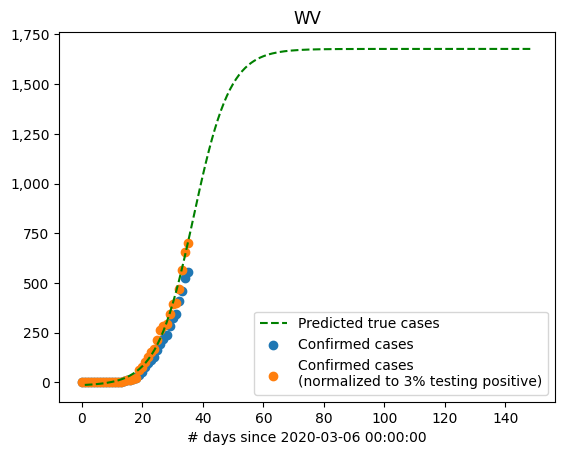 WV
1,750
1,500
1,250
1,000
750
500
250
0
0 20 40 60 80 100 120 140
# days since 2020-03-06 00:00:00
Predicted true cases
Confirmed cases
Confirmed cases
(normalized to 3% testing positive)